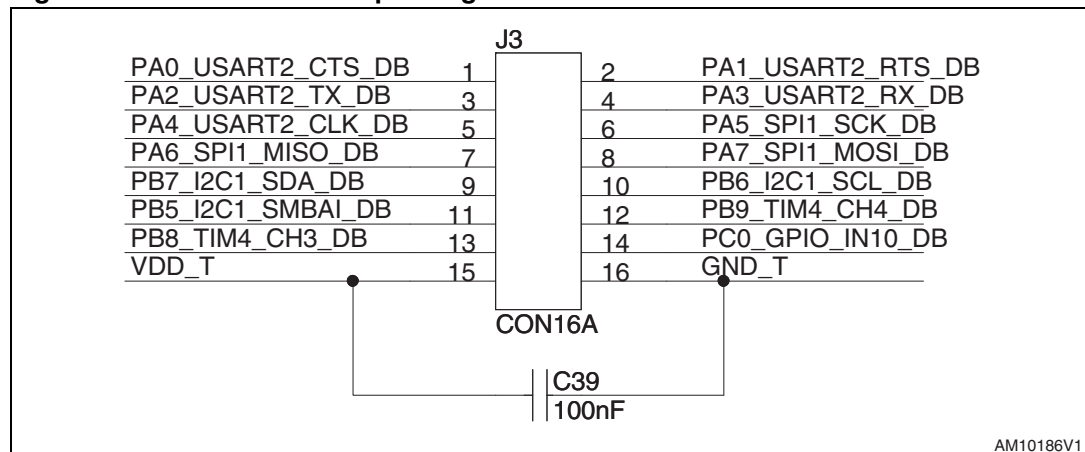 J3
PA0_USART2_CTS_DB 1 2 PA1_USART2_RTS_DB
PA2_USART2_TX_DB 3 4 PA3_USART2_RX_DB
PA4_USART2_CLK_DB 5 6 PA5_SPI1_SCK_DB
PA6_SPI1_MISO_DB 7 8 PA7_SPI1_MOSI_DB
PB7_I2C1_SDA_DB 9 10 PB6_I2C1_SCL_DB
PB5_I2C1_SMBAI_DB 11 12 PB9_TIM4_CH4_DB
PB8_TIM4_CH3_DB 13 14 PC0_GPIO_IN10_DB
VDD_T 15 16 GND_T
CON16A
C39
100nF
AM10186V1